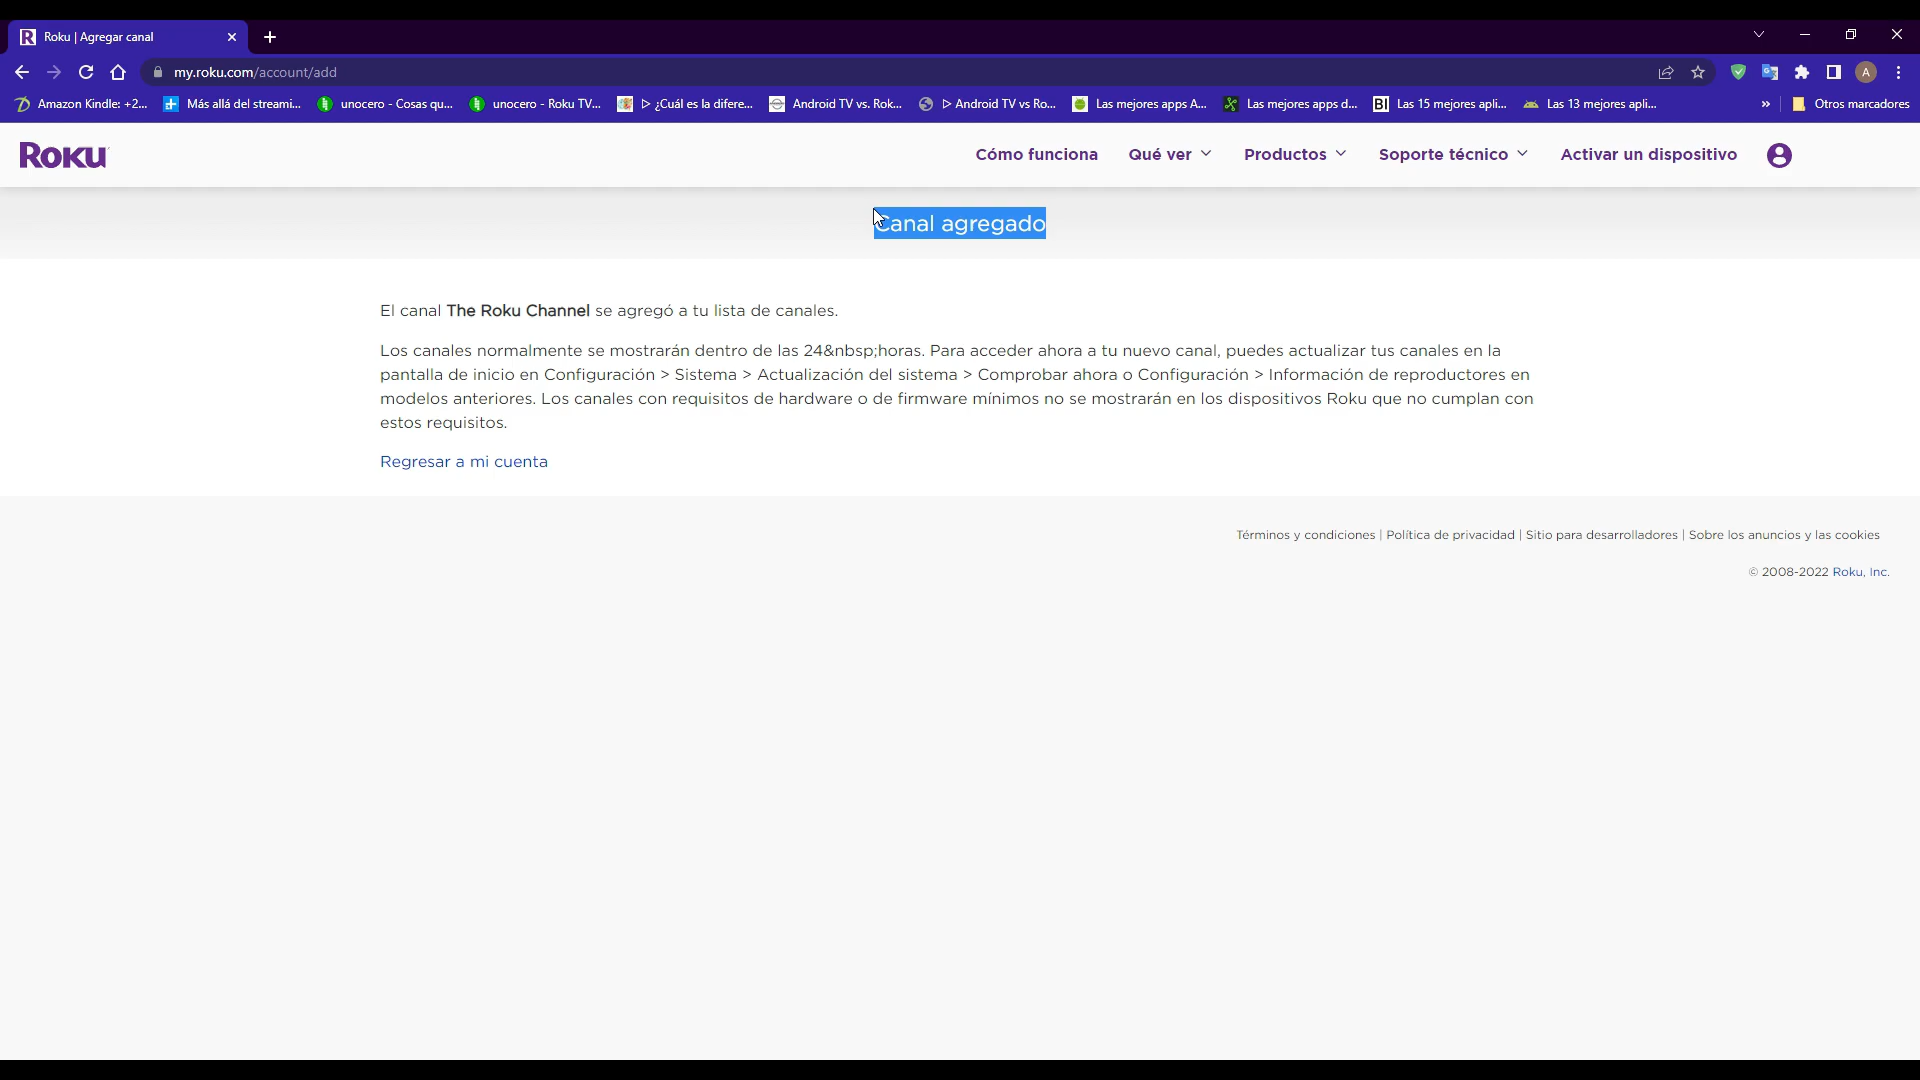 Roku | Agregar canal
my.roku.com/account/add
Amazon Kindle: +2...
Más allá del streami...
unocero - Cosas qu...
unocero - Roku TV...
ᐅ ¿Cuál es la difere...
Android TV vs. Rok...
ᐅ Android TV vs Ro...
Las mejores apps A...
Las mejores apps d...
BI Las 15 mejores apli...
Las 13 mejores apli...
»
Otros marcadores
A
ROKU
Cómo funciona
Qué ver
Productos
Soporte técnico
Activar un dispositivo
Canal agregado
El canal The Roku Channel se agregó a tu lista de canales.
Los canales normalmente se mostrarán dentro de las 24&nbsp;horas. Para acceder ahora a tu nuevo canal, puedes actualizar tus canales en la
pantalla de inicio en Configuración > Sistema > Actualización del sistema > Comprobar ahora o Configuración > Información de reproductores en
modelos anteriores. Los canales con requisitos de hardware o de firmware mínimos no se mostrarán en los dispositivos Roku que no cumplan con
estos requisitos.
Regresar a mi cuenta
Términos y condiciones | Política de privacidad | Sitio para desarrolladores | Sobre los anuncios y las cookies
© 2008-2022 Roku, Inc.